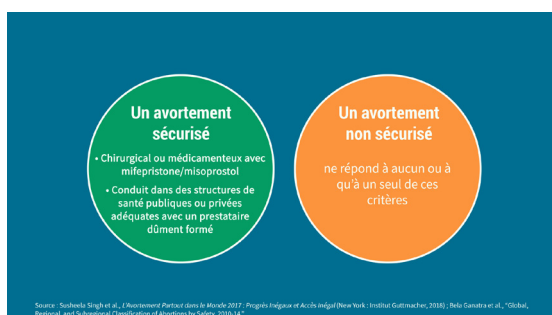 Un avortement
sécurisé
• Chirurgical ou médicamenteux avec
mifepristone/misoprostol
• Conduit dans des structures de
santé publiques ou privées
adéquates avec un prestataire
dûment formé
Un avortement
non sécurisé
ne répond à aucun ou à
qu'à un seul de ces
critères
Source : Susheela Singh et al., L'Avortement Partout dans le Monde 2017 : Progrès Inégaux et Accès Inégal (New York : Institut Guttmacher, 2018) ; Bela Ganatra et al., "Global,
Regional, and Subregional Classification of Abortions by Safety, 2010-14."